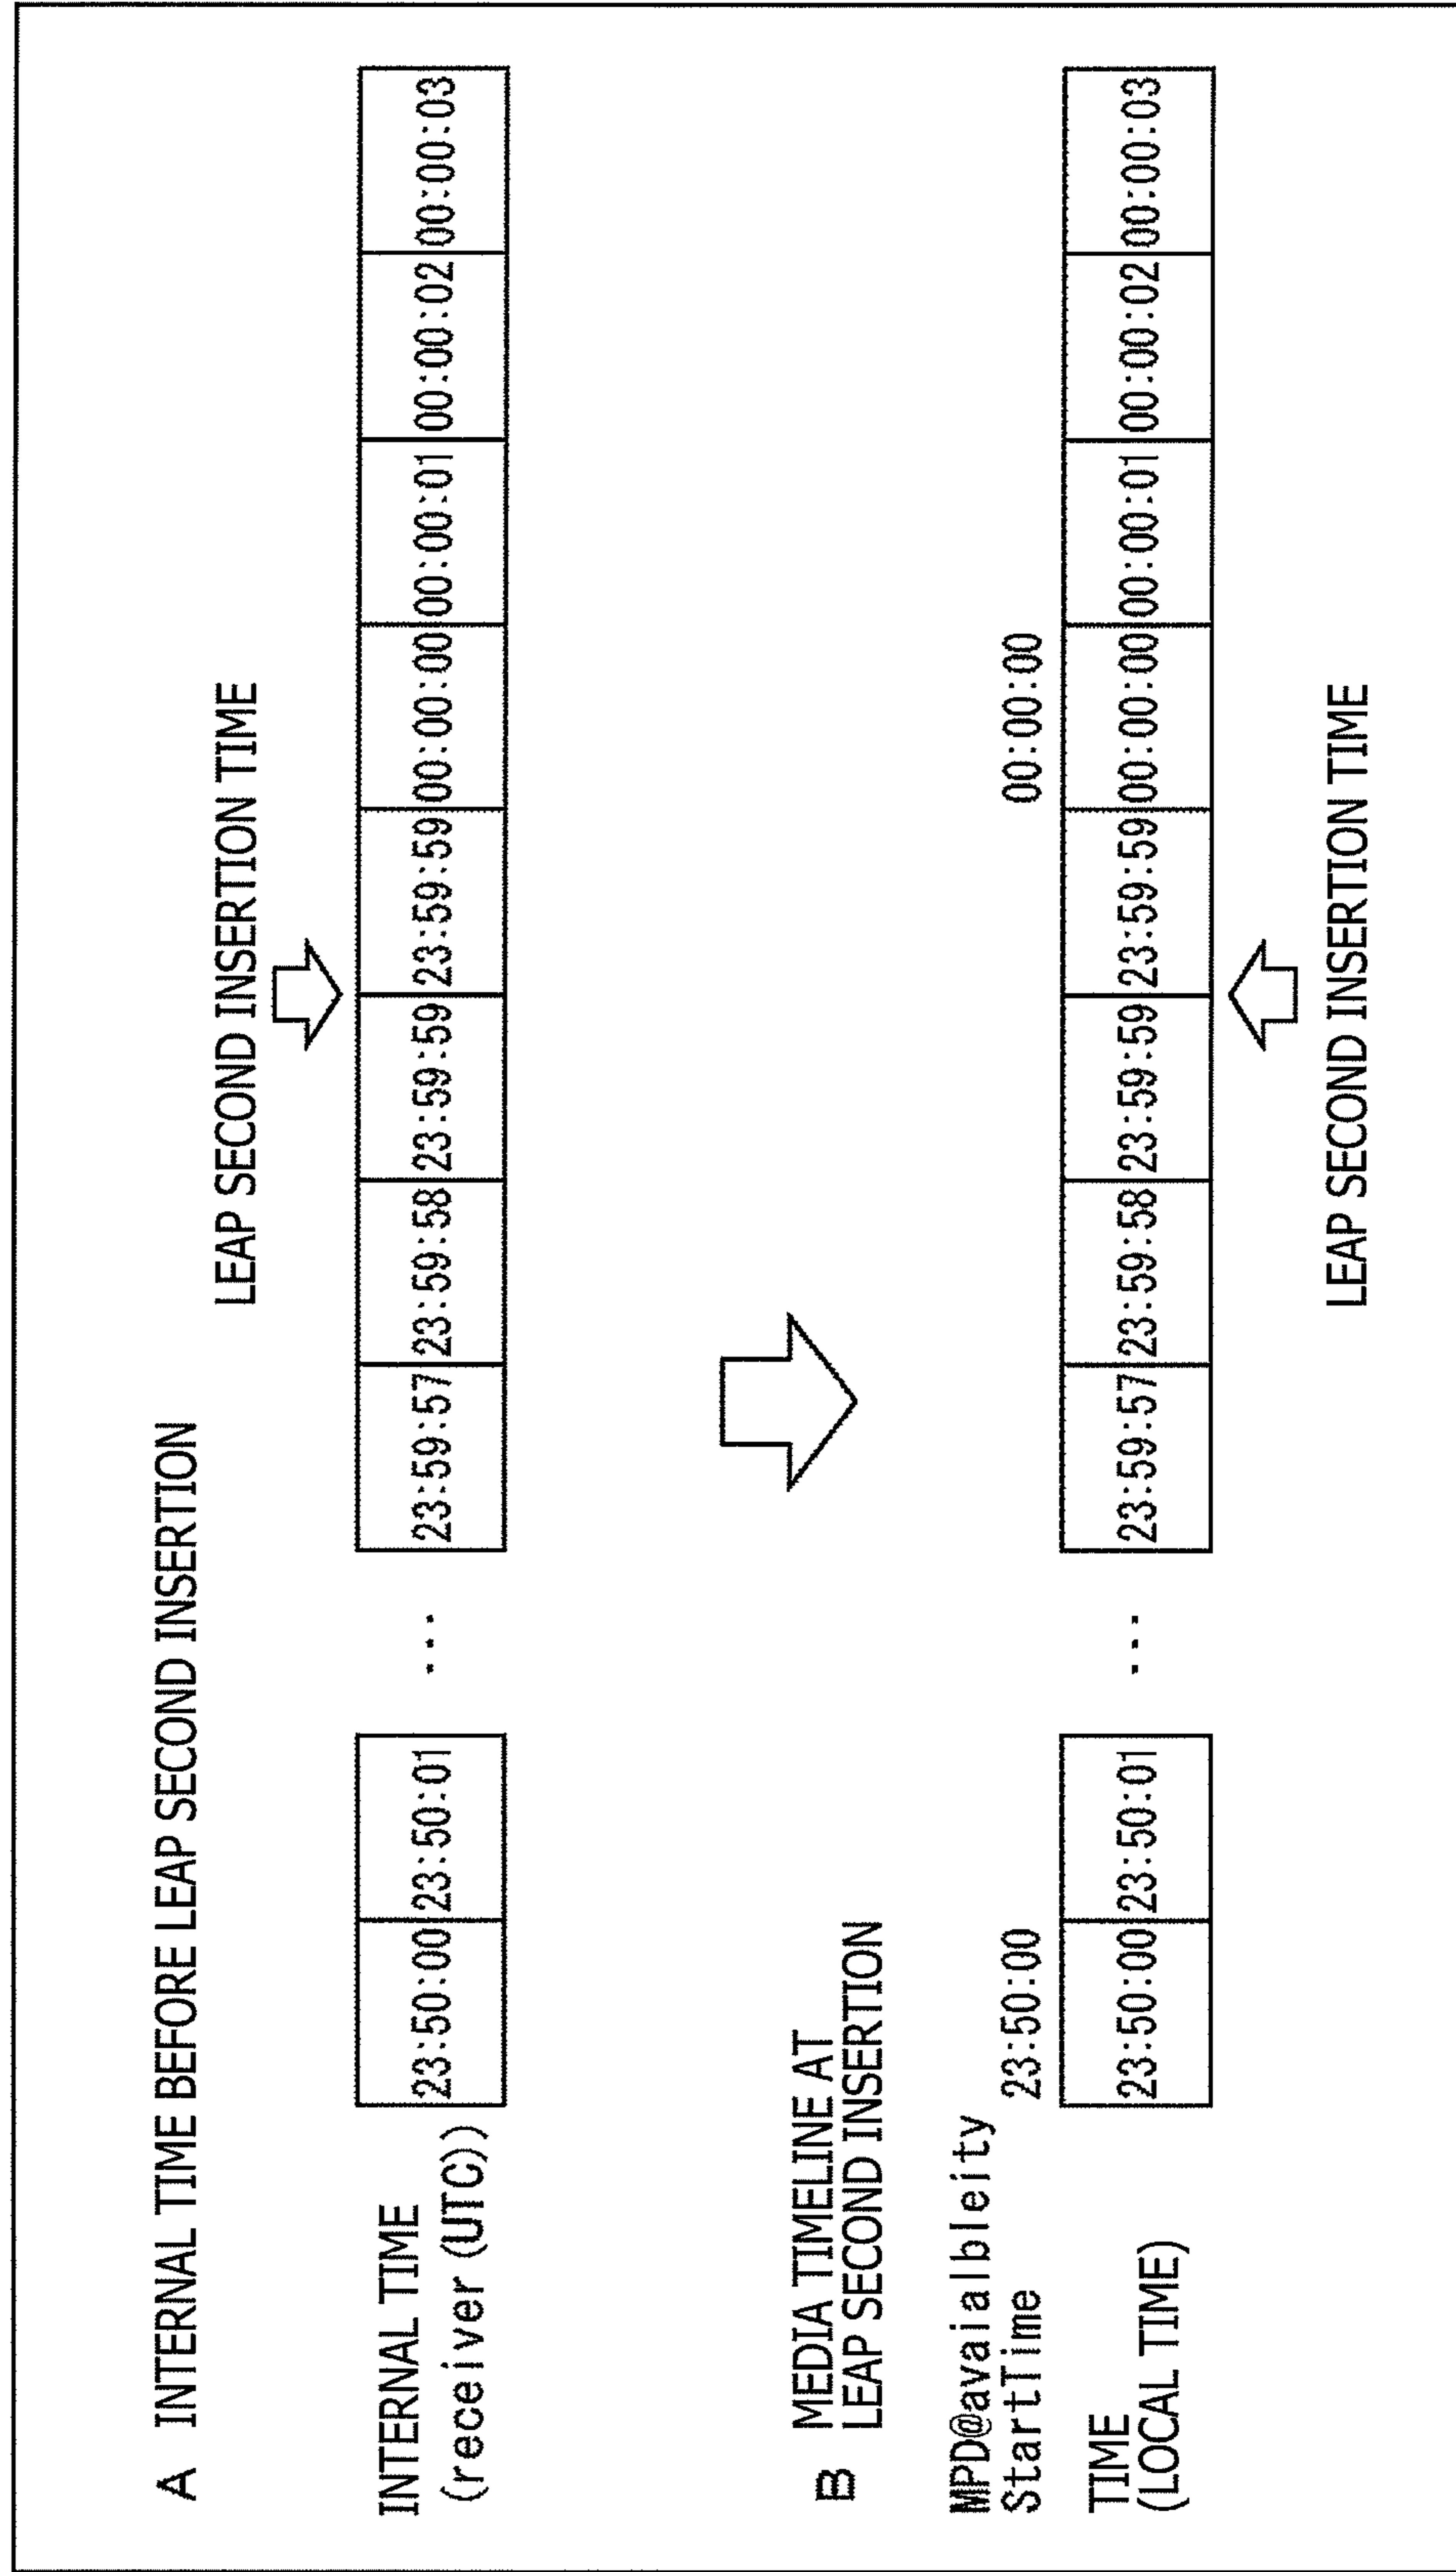 A INTERNAL TIME BEFORE LEAP SECOND INSERTION
LEAP SECOND INSERTION TIME
INTERNAL TIME
(receiver (UTC))
23:50:00 23:50:01 ... 23:59:57 23:59:58 23:59:59 23:59:59 00:00:00 00:00:01 00:00:02 00:00:03
B MEDIA TIMELINE AT
LEAP SECOND INSERTION
MPD@avaialbleity
StartTime 23:50:00 00:00:00
TIME
(LOCAL TIME)
23:50:00 23:50:01 ... 23:59:57 23:59:58 23:59:59 23:59:59 00:00:00 00:00:01 00:00:02 00:00:03
LEAP SECOND INSERTION TIME